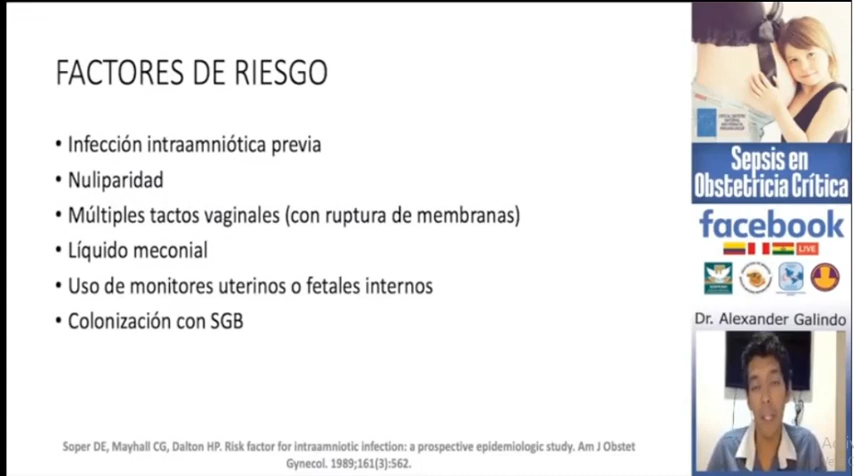 FACTORES DE RIESGO
• Infección intraamniótica previa
• Nuliparidad
• Múltiples tactos vaginales (con ruptura de membranas)
• Líquido meconial
• Uso de monitores uterinos o fetales internos
• Colonización con SGB
Soper DE, Mayhall CG, Dalton HP. Risk factor for intraamniotic infection: a prospective epidemiologic study. Am J Obstet
Gynecol. 1989;161(3):562.
Sepsis en
Obstetricia Crítica
facebook
LIVE
Dr. Alexander Galindo